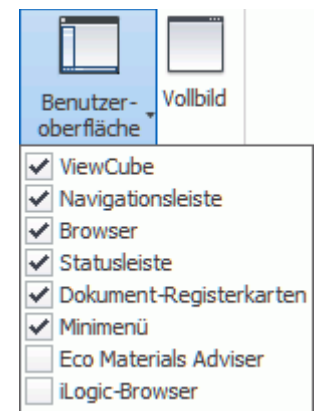 Benutzer-
oberfläche
Vollbild
ViewCube
Navigationsleiste
Browser
Statusleiste
Dokument-Registerkarten
Minimenü
Eco Materials Adviser
iLogic-Browser